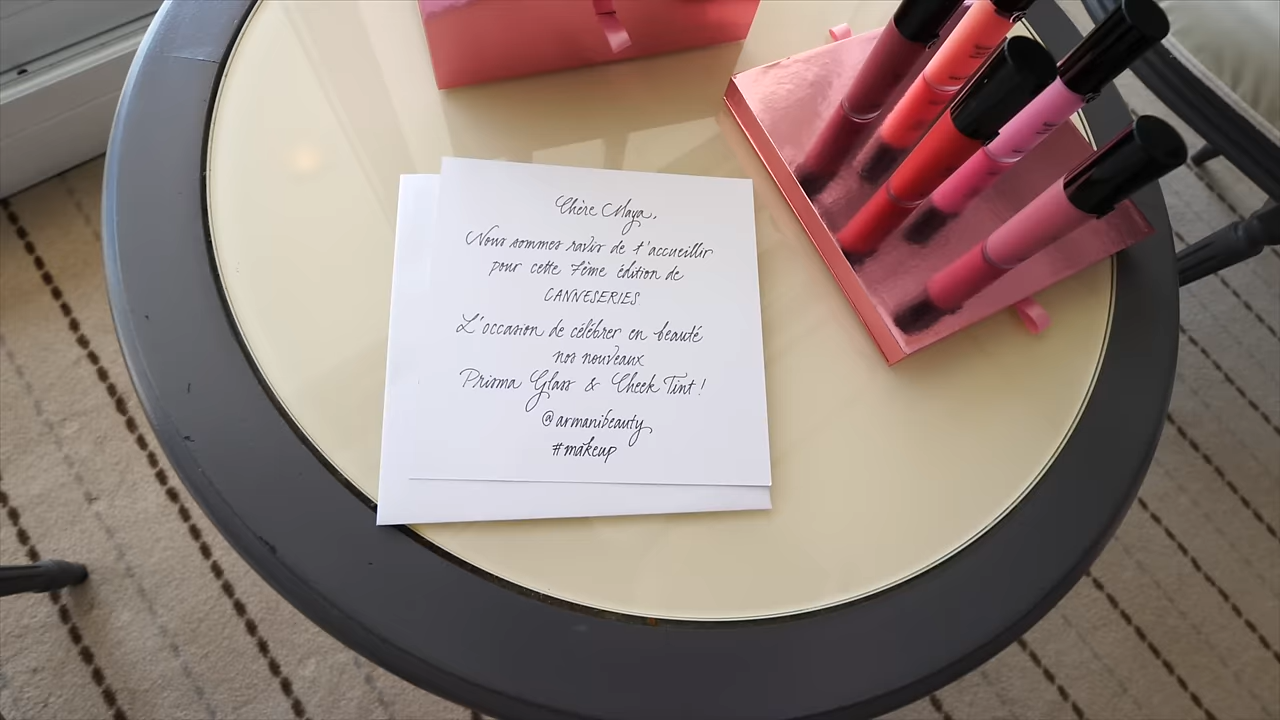 Chère Maya,
Nous sommes ravis de t'accueillir
pour cette 7ème édition de
CANNESERIES
L'occasion de célébrer en beauté
nos nouveaux
Prisma Glass & Cheek Tint !
@armanibeauty
#makeup